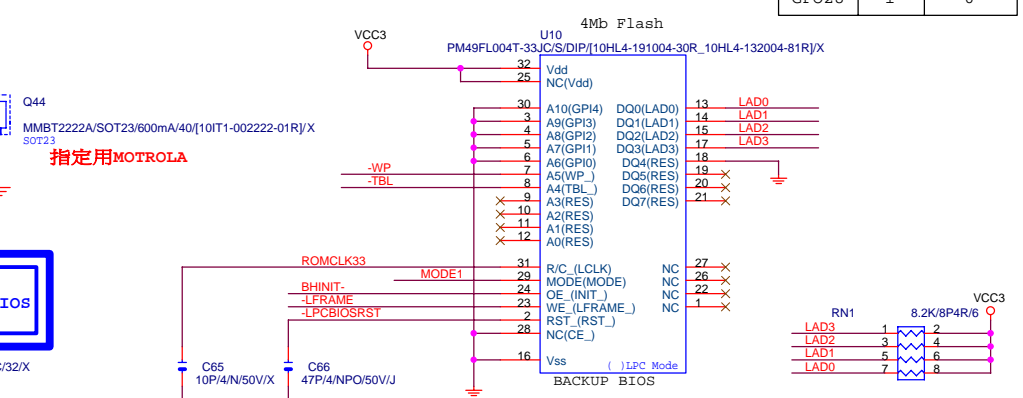 GPO26 1 0
4Mb Flash
VCC3
U10
PM49FL004T-33JC/S/DIP/[10HL4-191004-30R_10HL4-132004-81R]/X
Q44
MMBT2222A/SOT23/600mA/40/[10IT1-002222-01R]/X
SOT23
指定用MOTROLA
32 Vdd
25 NC(Vdd)
30 A10(GPI4) DQ0(LAD0) 13 LAD0
3 A9(GPI3) DQ1(LAD1) 14 LAD1
4 A8(GPI2) DQ2(LAD2) 15 LAD2
5 A7(GPI1) DQ3(LAD3) 17 LAD3
6 A6(GPI0) DQ4(RES) 18
-WP 7 A5(WP_) DQ5(RES) 19
-TBL 8 A4(TBL_) DQ6(RES) 20
9 A3(RES) DQ7(RES) 21
10 A2(RES)
11 A1(RES)
12 A0(RES)
ROMCLK33 31 R/C_(LCLK) NC 27
MODE1 29 MODE(MODE) NC 26
BHINIT- 24 OE_(INIT_) NC 22
-LFRAME 23 WE_(LFRAME_) NC 1
-LPCBIOSRST 2 RST_(RST_)
28 NC(CE_)
16 Vss
( )LPC Mode
BACKUP BIOS
IOS
C/32/X
C65
10P/4/N/50V/X
C66
47P/4/NPO/50V/J
VCC3
RN1 8.2K/8P4R/6
LAD3 1 2
LAD2 3 4
LAD1 5 6
LAD0 7 8